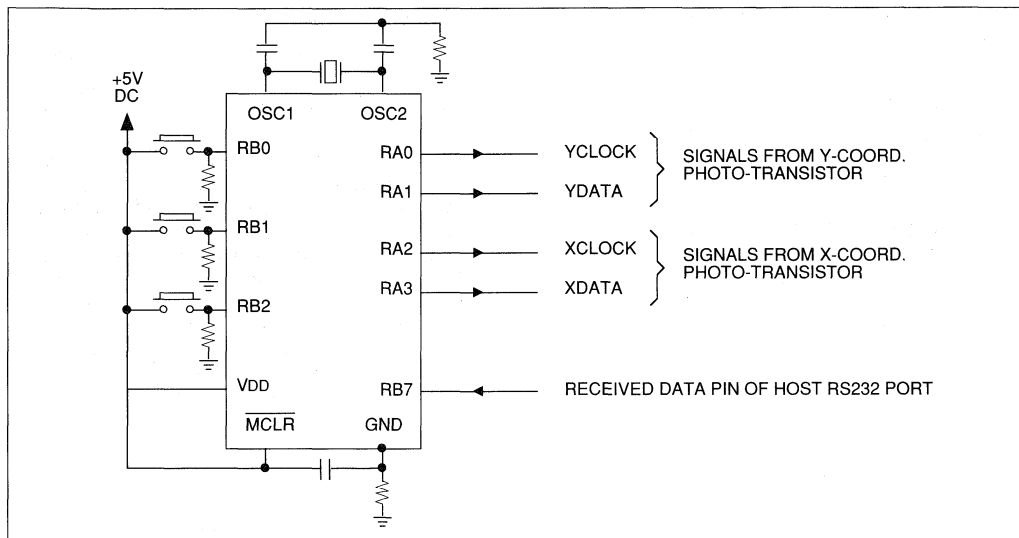 +5V
DC
OSC1 OSC2
RB0
RA0
YCLOCK
SIGNALS FROM Y-COORD.
PHOTO-TRANSISTOR
RA1
YDATA
RB1
RA2
XCLOCK
SIGNALS FROM X-COORD.
PHOTO-TRANSISTOR
RA3
XDATA
RB2
VDD
RB7
RECEIVED DATA PIN OF HOST RS232 PORT
MCLR
GND